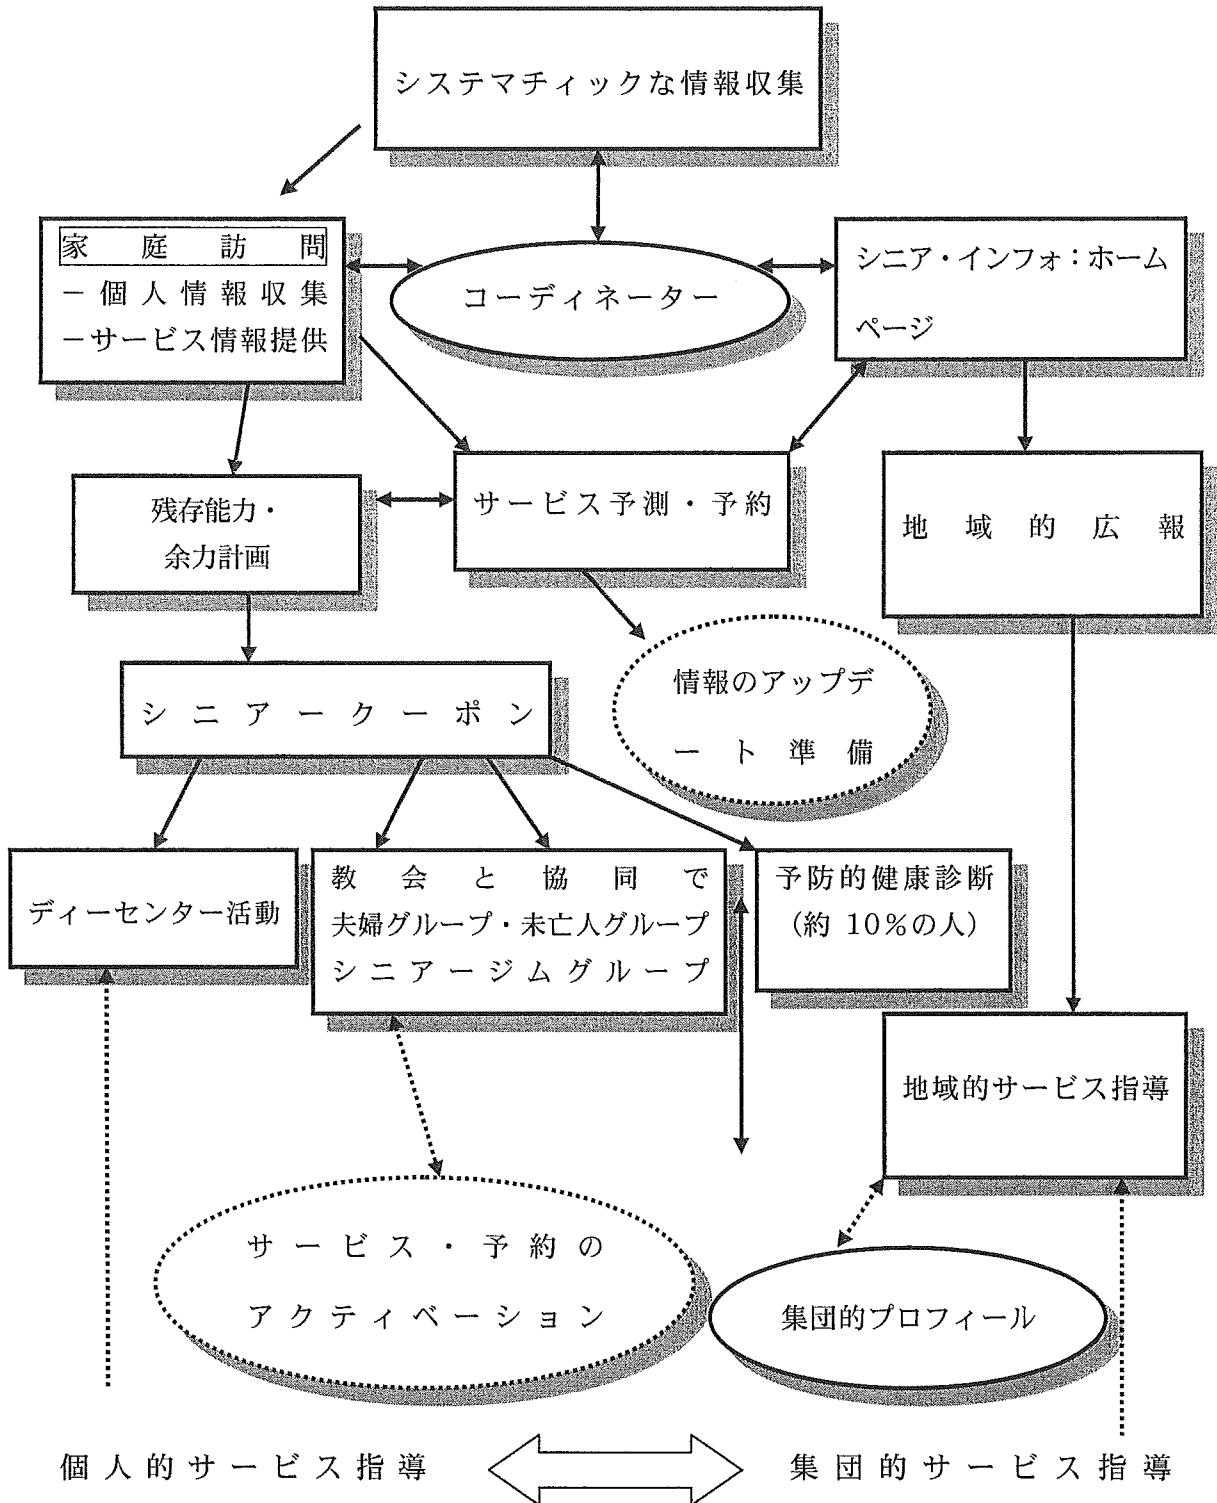 システマティックな情報収集
家庭訪問
－個人情報収集
－サービス情報提供
コーディネーター
シニア・インフォ：ホーム
ページ
残存能力・
余力計画
サービス予測・予約
地域的広報
シニアークーポン
情報のアップデ
ート準備
ディーセンター活動
教会と協同で
夫婦グループ・未亡人グループ
シニアージムグループ
予防的健康診断
（約 10％の人）
地域的サービス指導
サービス・予約の
アクティベーション
集団的プロフィール
個人的サービス指導
集団的サービス指導